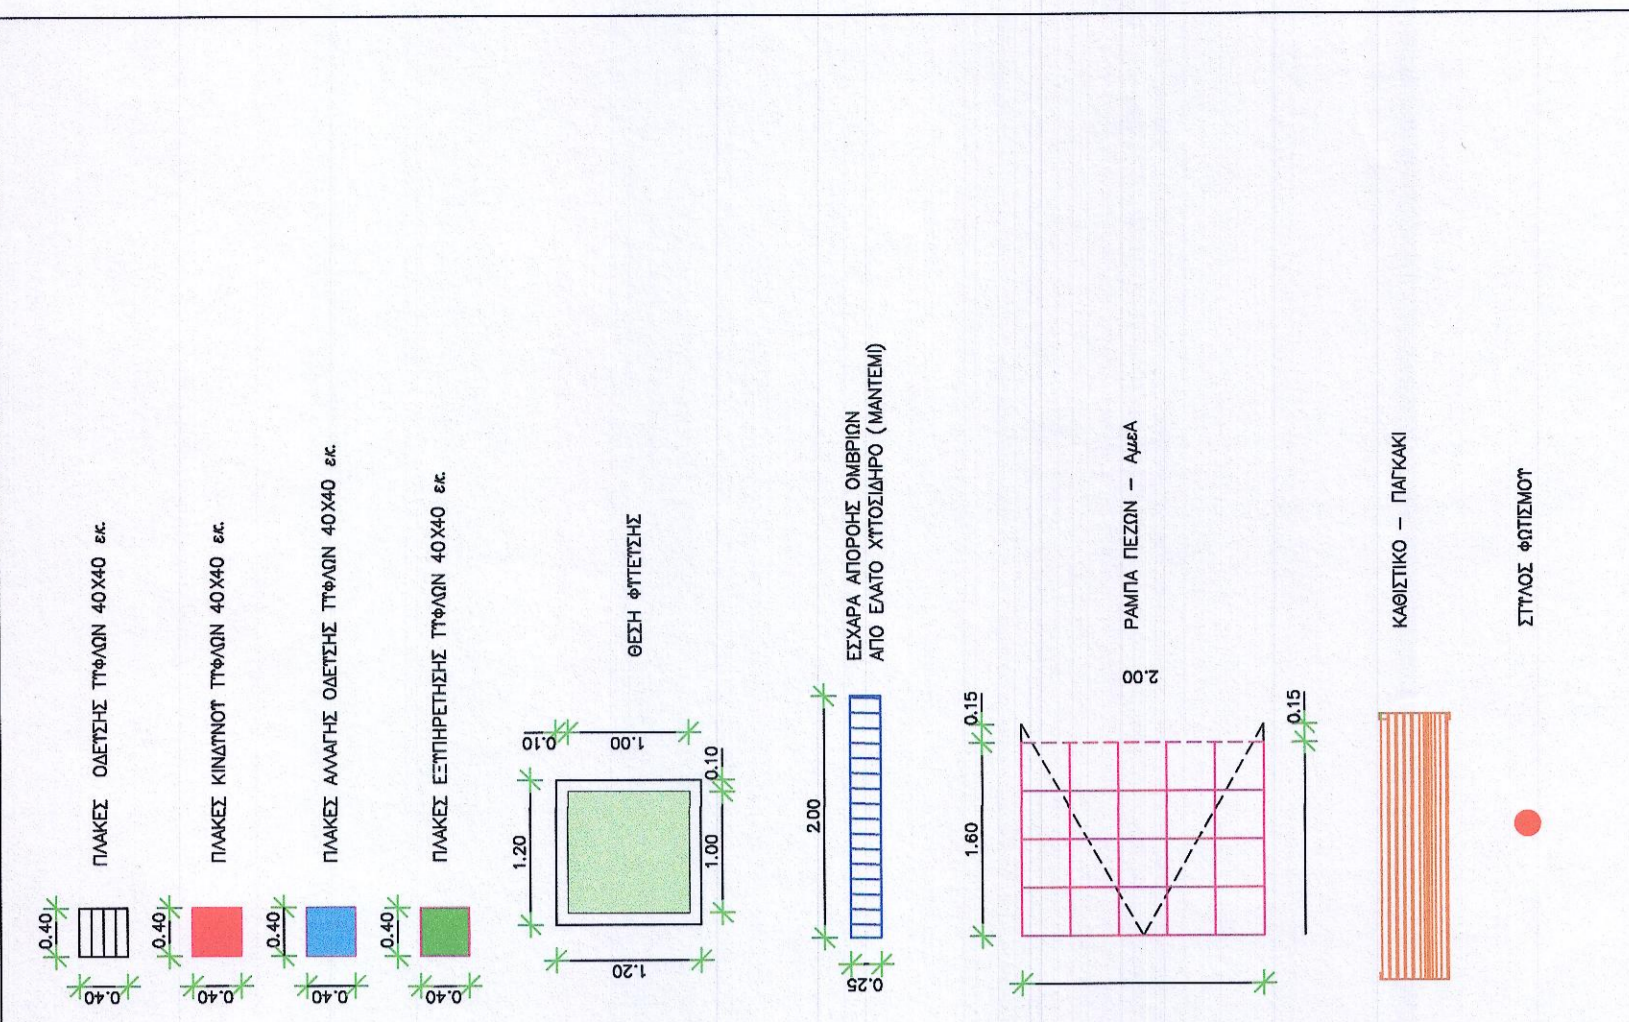 0.40
0.40
ΠΛΑΚΕΣ ΟΔΕΥΣΗΣ ΤΥΦΛΩΝ 40Χ40 εκ.
0.40
0.40
ΠΛΑΚΕΣ ΚΙΝΔΥΝΟΥ ΤΥΦΛΩΝ 40Χ40 εκ.
0.40
0.40
ΠΛΑΚΕΣ ΑΛΛΑΓΗΣ ΟΔΕΥΣΗΣ ΤΥΦΛΩΝ 40Χ40 εκ.
0.40
0.40
ΠΛΑΚΕΣ ΕΞΥΠΗΡΕΤΗΣΗΣ ΤΥΦΛΩΝ 40Χ40 εκ.
1.20
0.10
1.00
1.20
1.00
0.10
ΘΕΣΗ ΦΥΤΕΥΣΗΣ
2.00
0.25
ΕΣΧΑΡΑ ΑΠΟΡΟΗΣ ΟΜΒΡΙΩΝ
ΑΠΟ ΕΛΑΤΟ ΧΥΤΟΣΙΔΗΡΟ (ΜΑΝΤΕΜΙ)
1.60
0.15
2.00
0.15
ΡΑΜΠΑ ΠΕΖΩΝ – ΑμεΑ
ΚΑΘΙΣΤΙΚΟ – ΠΑΓΚΑΚΙ
ΣΤΥΛΟΣ ΦΩΤΙΣΜΟΥ